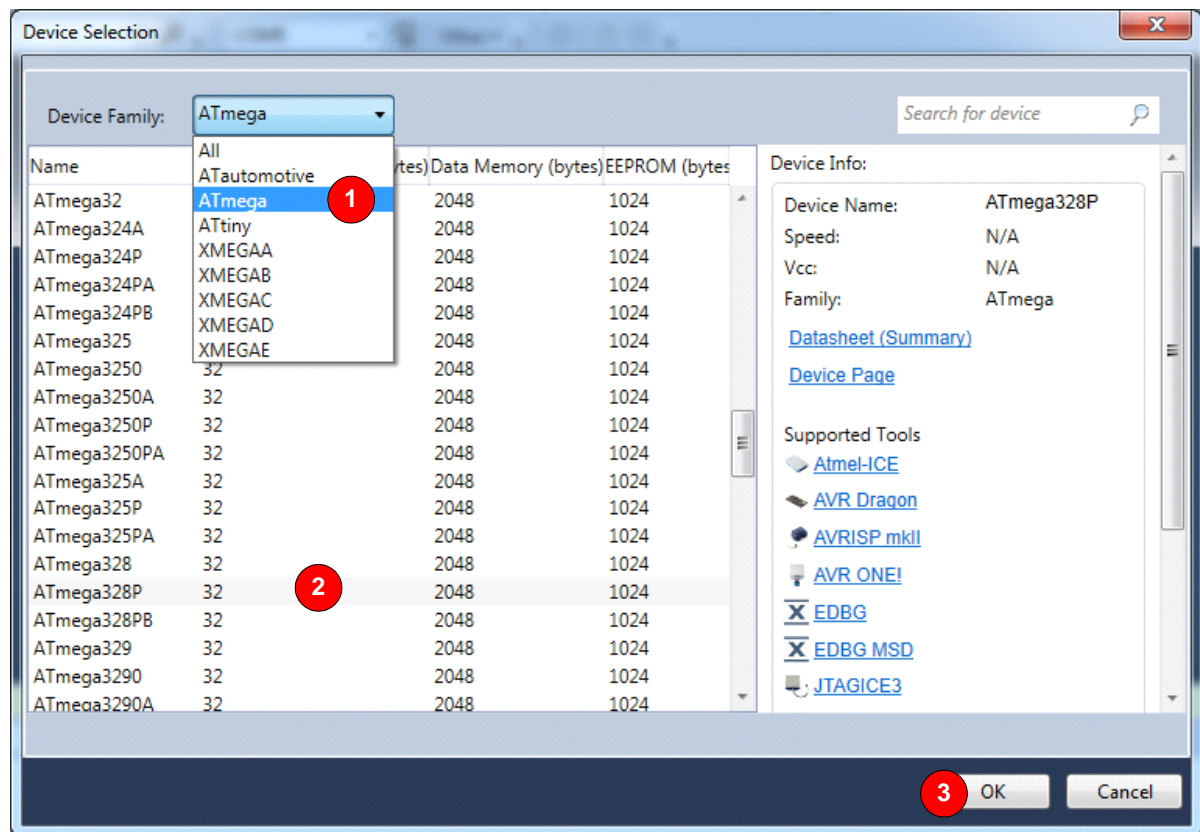 Device Selection
X
Device Family: ATmega
Search for device
All
ATautomotive
ATmega 1
ATtiny
XMEGAA
XMEGAB
XMEGAC
XMEGAD
XMEGAE
Name ytes) Data Memory (bytes) EEPROM (bytes
ATmega32 2048 1024
ATmega324A 2048 1024
ATmega324P 2048 1024
ATmega324PA 2048 1024
ATmega324PB 2048 1024
ATmega325 2048 1024
ATmega3250 32 2048 1024
ATmega3250A 32 2048 1024
ATmega3250P 32 2048 1024
ATmega3250PA 32 2048 1024
ATmega325A 32 2048 1024
ATmega325P 32 2048 1024
ATmega325PA 32 2048 1024
ATmega328 32 2048 1024
ATmega328P 32 2 2048 1024
ATmega328PB 32 2048 1024
ATmega329 32 2048 1024
ATmega3290 32 2048 1024
ATmega3290A 32 2048 1024
Device Info:
Device Name: ATmega328P
Speed: N/A
Vcc: N/A
Family: ATmega
Datasheet (Summary)
Device Page
Supported Tools
Atmel-ICE
AVR Dragon
AVRISP mkII
AVR ONE!
EDBG
EDBG MSD
JTAGICE3
3 OK Cancel